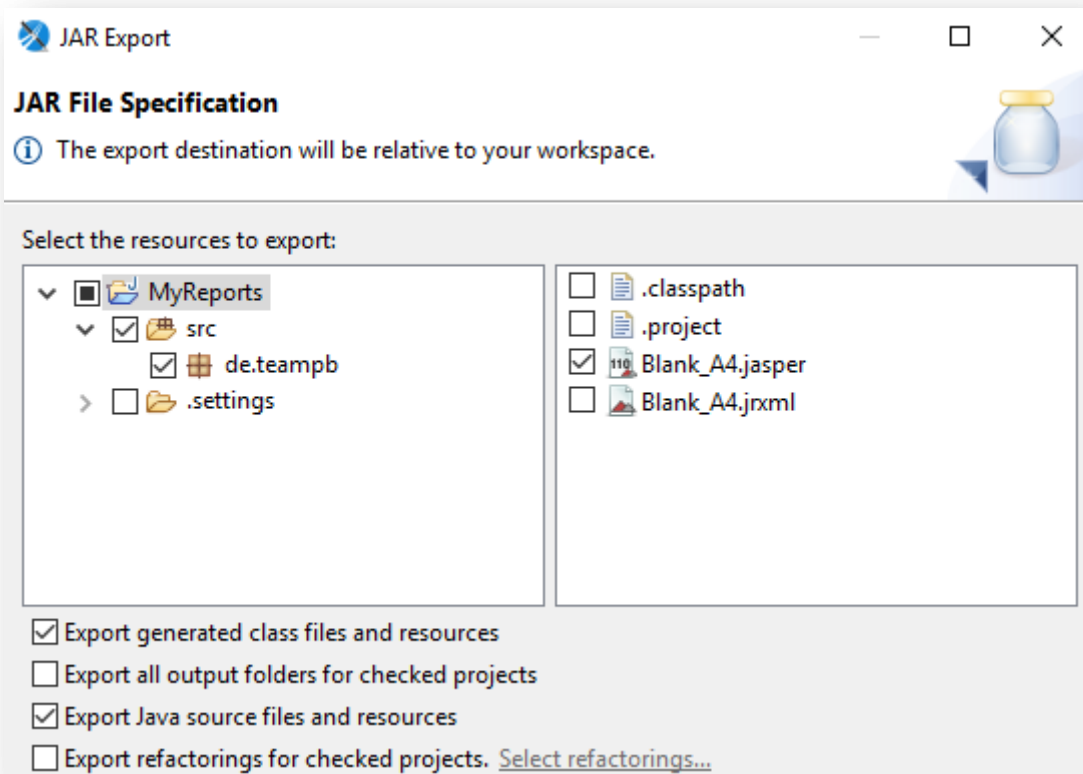 JAR Export
JAR File Specification
The export destination will be relative to your workspace.
Select the resources to export:
MyReports
src
de.teampb
.settings
.classpath
.project
Blank_A4.jasper
Blank_A4.jrxml
Export generated class files and resources
Export all output folders for checked projects
Export Java source files and resources
Export refactorings for checked projects. Select refactorings...